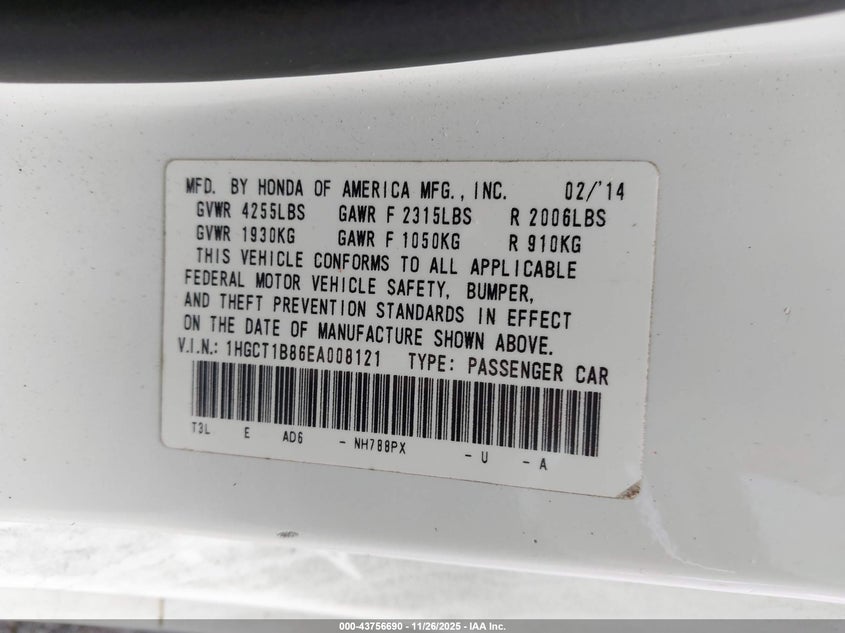 MFD. BY HONDA OF AMERICA MFG., INC. 02/'14
GVWR 4255LBS GAWR F 2315LBS R 2006LBS
GVWR 1930KG GAWR F 1050KG R 910KG
THIS VEHICLE CONFORMS TO ALL APPLICABLE
FEDERAL MOTOR VEHICLE SAFETY, BUMPER,
AND THEFT PREVENTION STANDARDS IN EFFECT
ON THE DATE OF MANUFACTURE SHOWN ABOVE.
V.I.N.: 1HGCT1B86EA008121 TYPE: PASSENGER CAR
T3L E AD6 - NH788PX - U - A
000-43756690 - 11/26/2025 - IAA Inc.